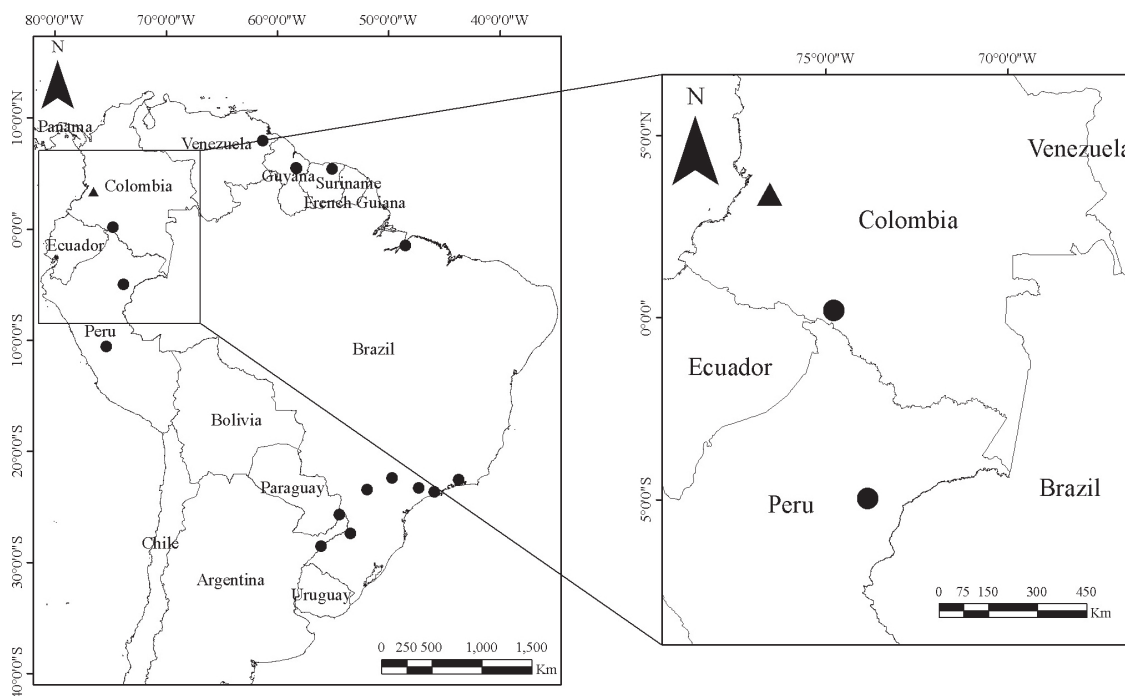 80°0'0"W 70°0'0"W 60°0'0"W 50°0'0"W 40°0'0"W
N
10°0'0"N
0°0'0"
10°0'0"S
20°0'0"S
30°0'0"S
40°0'0"S
Panama
Venezuela
Guyana
Suriname
French Guiana
Colombia
Ecuador
Peru
Brazil
Bolivia
Paraguay
Chile
Argentina
Uruguay
0 250 500 1,000 1,500
Km
75°0'0"W 70°0'0"W
N
5°0'0"N
0°0'0"
5°0'0"S
Venezuela
Colombia
Ecuador
Peru
Brazil
0 75 150 300 450
Km